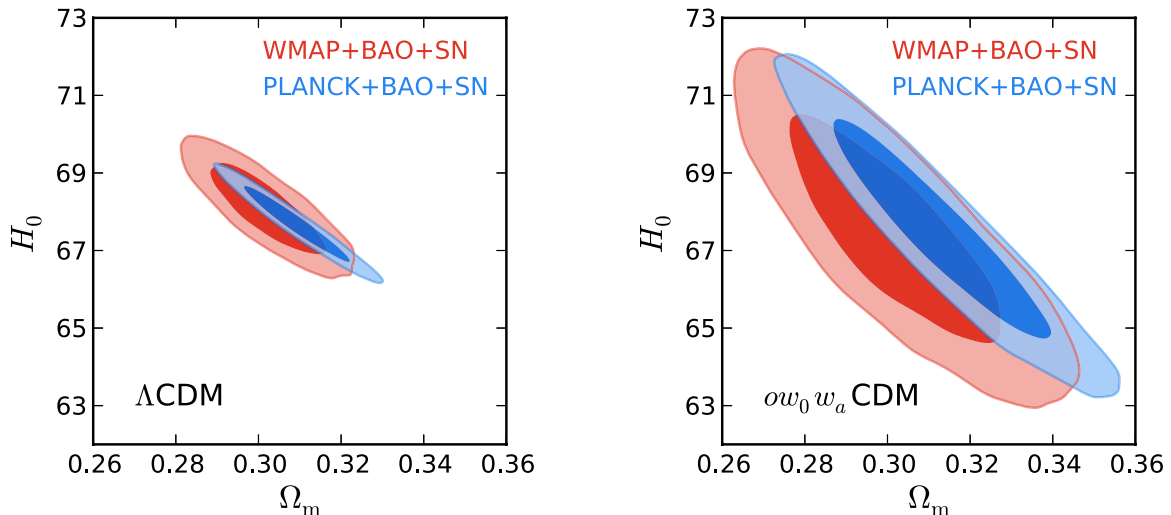 73
71
69
67
65
63
H₀
WMAP+BAO+SN
PLANCK+BAO+SN
ΛCDM
0.26 0.28 0.30 0.32 0.34 0.36
Ωₘ
73
71
69
67
65
63
H₀
WMAP+BAO+SN
PLANCK+BAO+SN
ow₀wₐCDM
0.26 0.28 0.30 0.32 0.34 0.36
Ωₘ